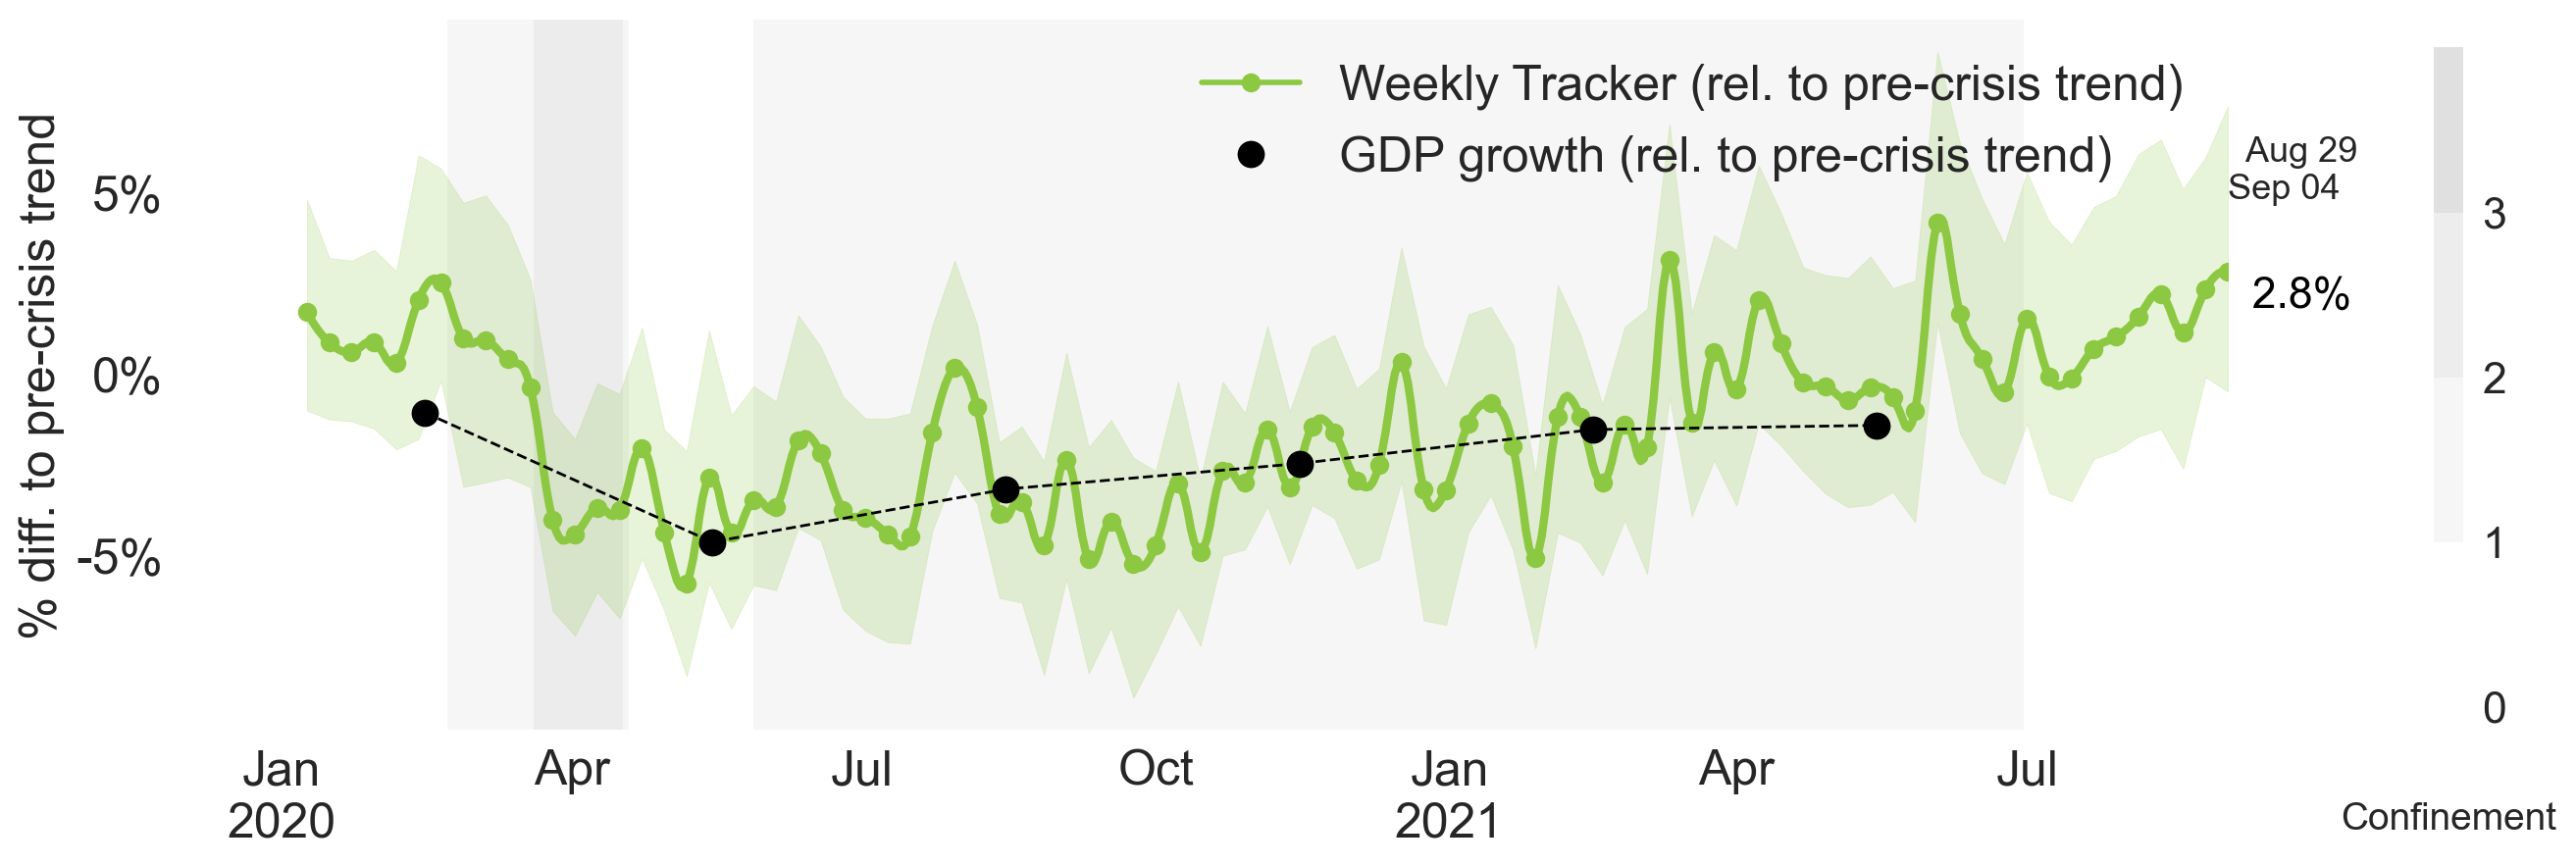 % diff. to pre-crisis trend
5%
0%
-5%
Weekly Tracker (rel. to pre-crisis trend)
GDP growth (rel. to pre-crisis trend)
Aug 29
Sep 04
2.8%
3
2
1
0
Jan
2020
Apr
Jul
Oct
Jan
2021
Apr
Jul
Confinement